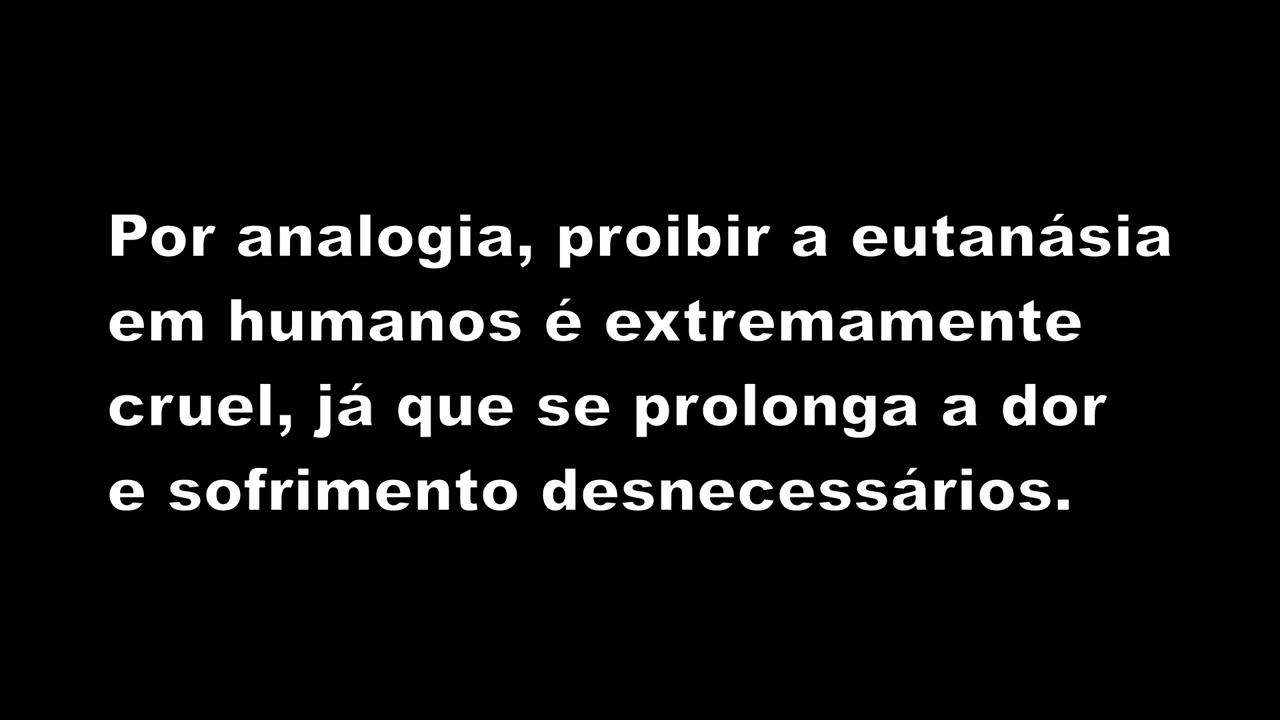 Por analogia, proibir a eutanásia
em humanos é extremamente
cruel, já que se prolonga a dor
e sofrimento desnecessários.